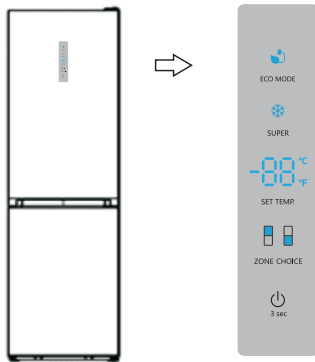 ECO MODE
SUPER
-88 °C
°F
SET TEMP.
ZONE CHOICE
3 sec